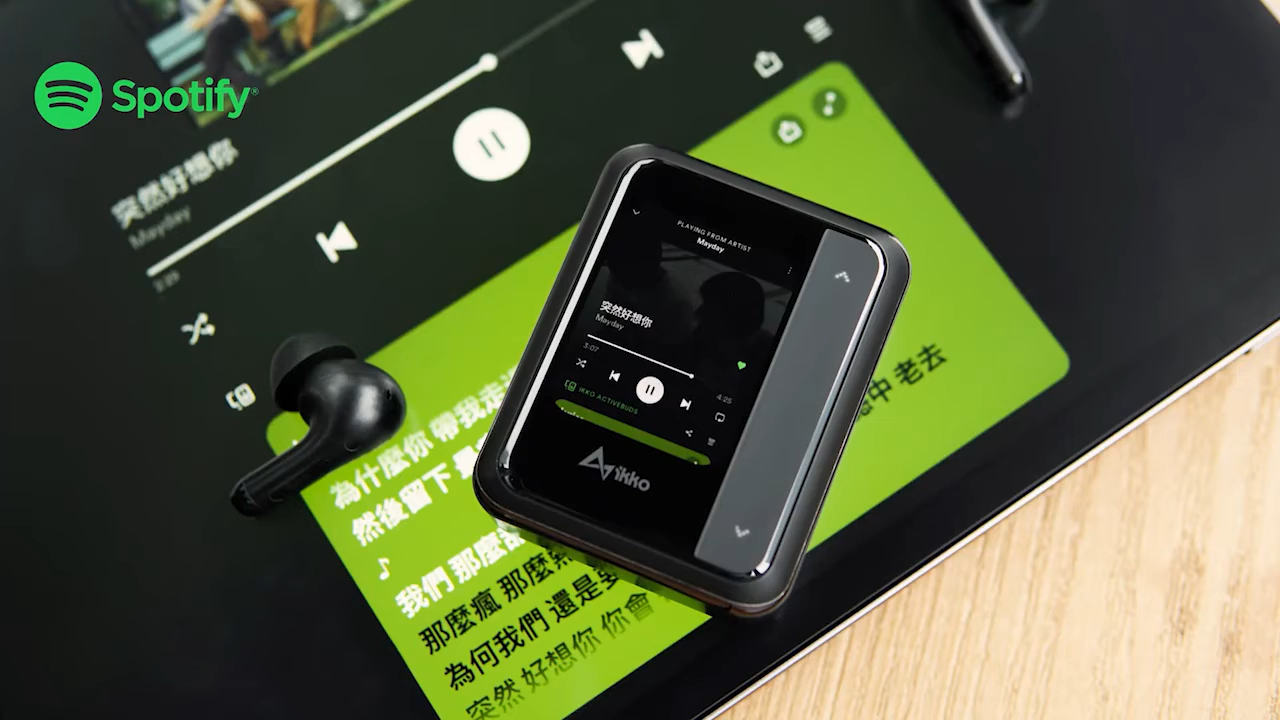 Spotify®
突然好想你
Mayday
PLAYING FROM ARTIST
Mayday
突然好想你
Mayday
3:07
4:25
IKKO ACTIVEBUDS
ikko
為什麼你 帶我走
然後留下
♪
我們 那麼
那麼瘋 那麼
為何我們 還是要
突然 好想你 你會
中 老去